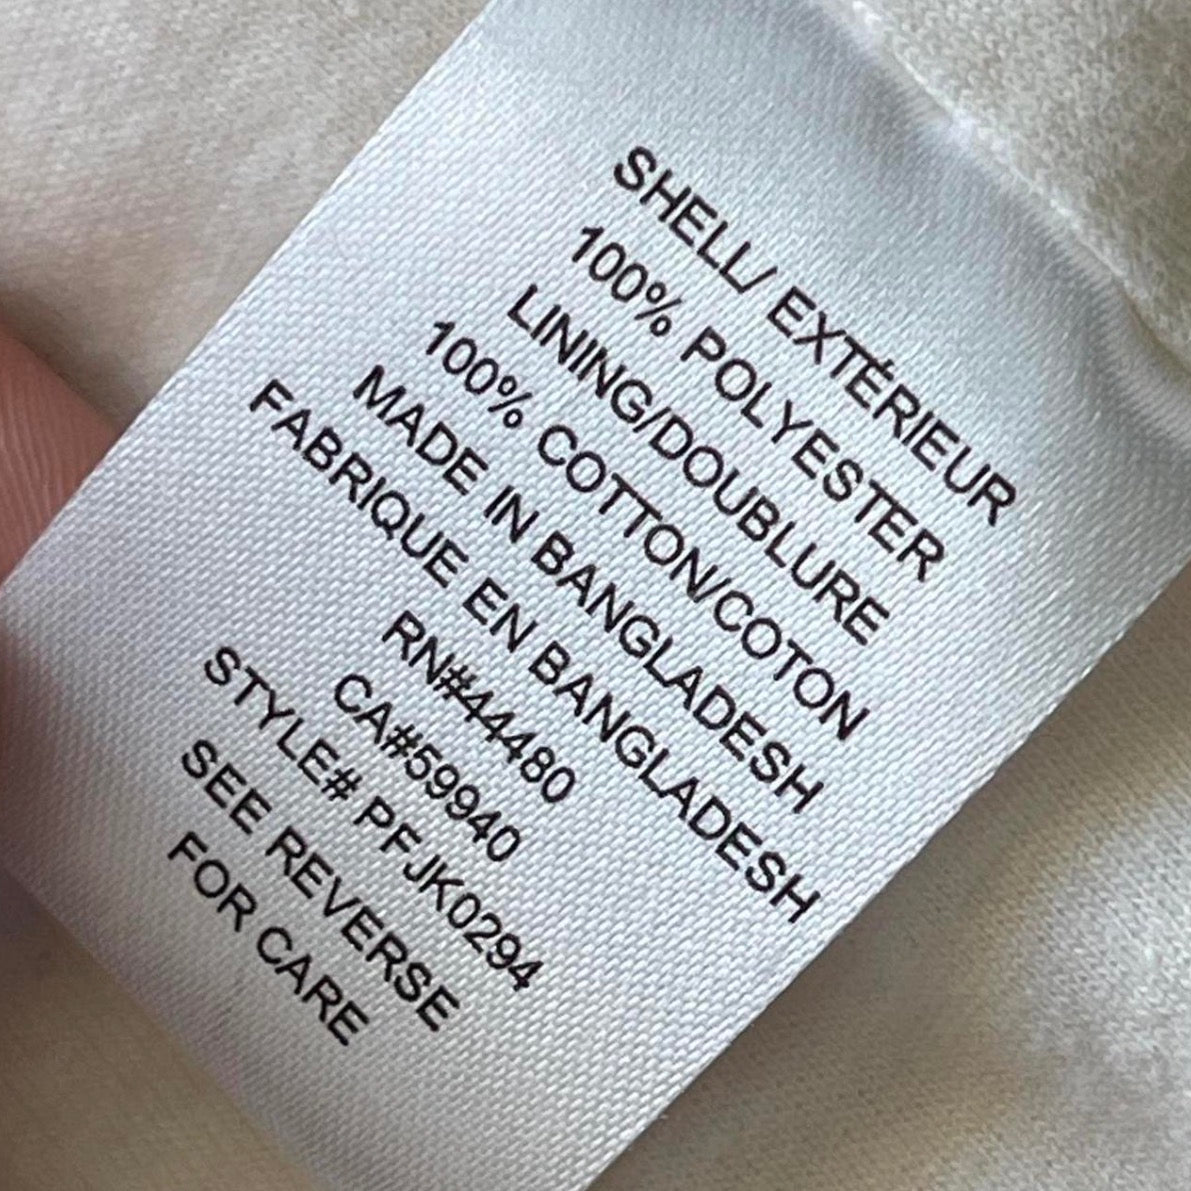 SHELL/ EXTÉRIEUR
100% POLYESTER
LINING/DOUBLURE
100% COTTON/COTON
MADE IN BANGLADESH
FABRIQUE EN BANGLADESH
RN#44480
CA#59940
STYLE# PFJK0294
SEE REVERSE
FOR CARE